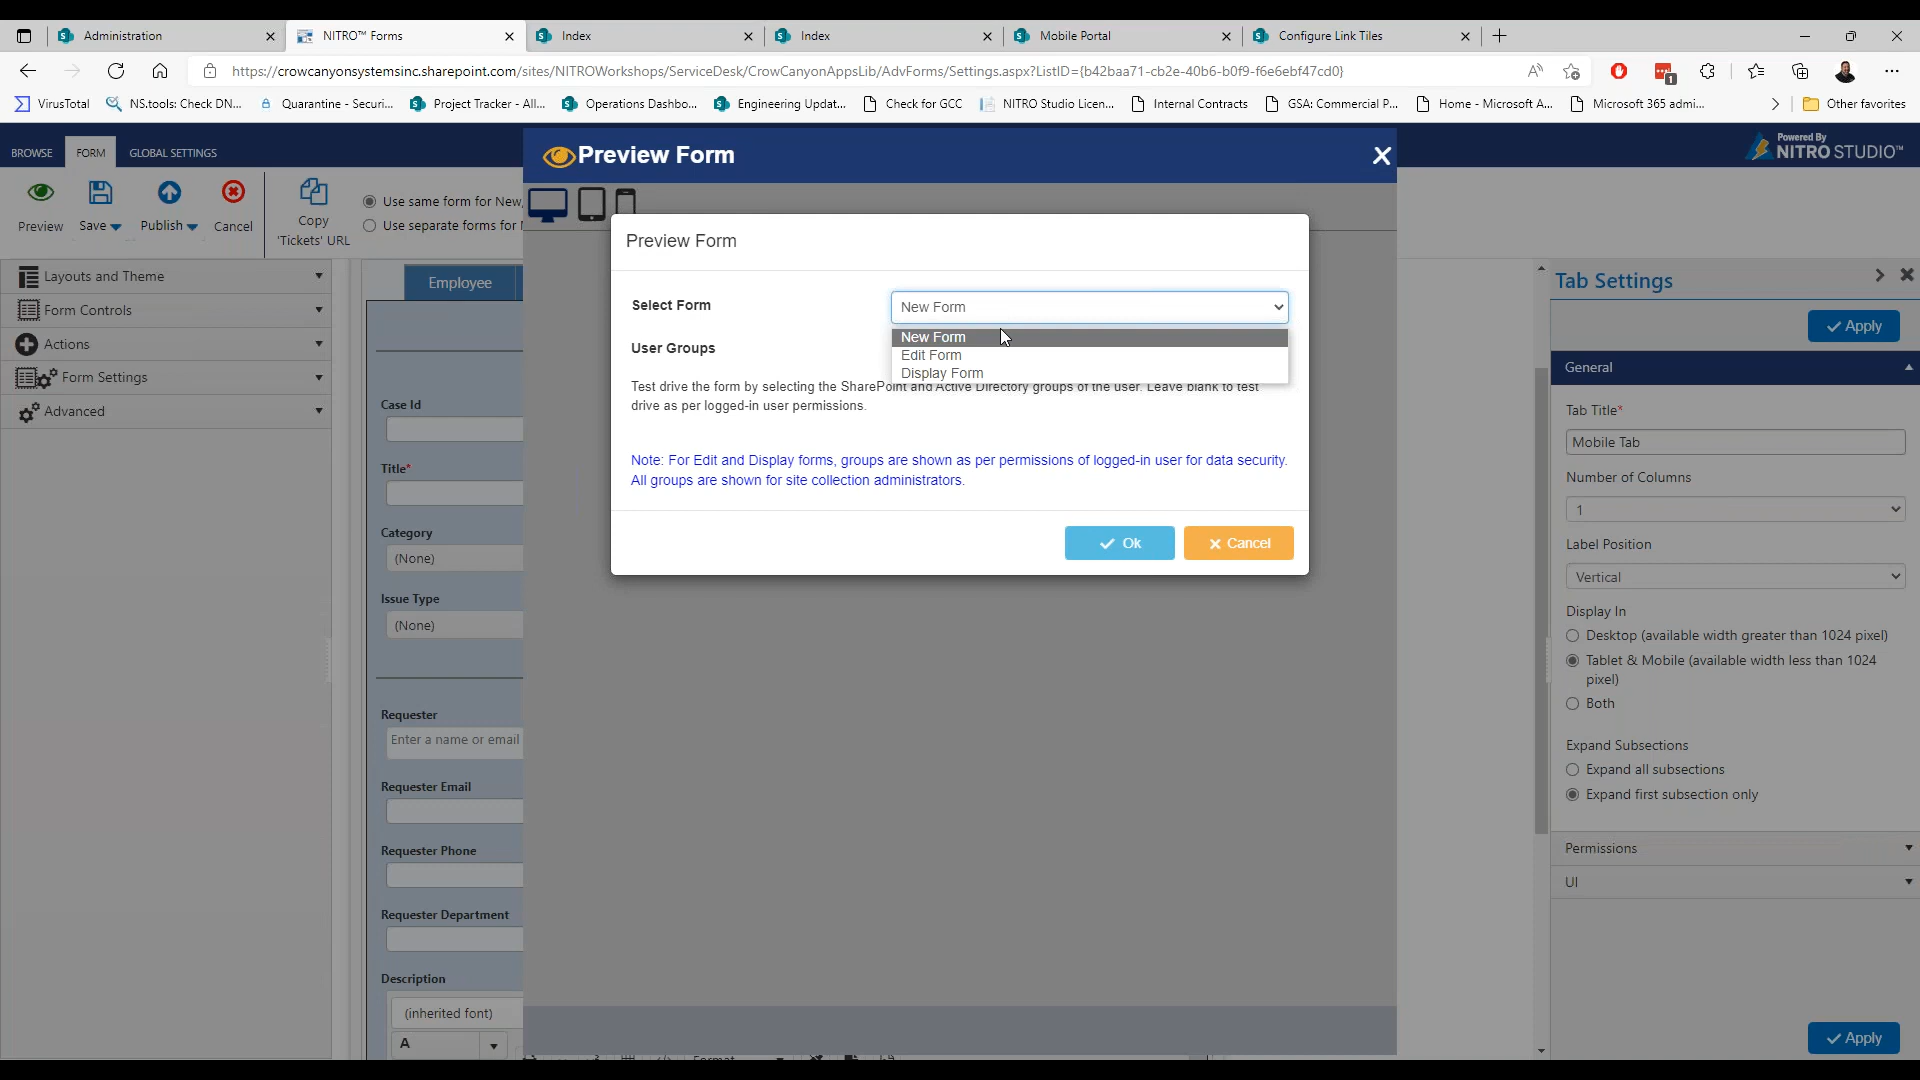 Administration
NITRO™ Forms
Index
Index
Mobile Portal
Configure Link Tiles
https://crowcanyonsystemsinc.sharepoint.com/sites/NITROWorkshops/ServiceDesk/CrowCanyonAppsLib/AdvForms/Settings.aspx?ListID={b42baa71-cb2e-40b6-b0f9-f6e6ebf47cd0}
1
VirusTotal
NS.tools: Check DN...
Quarantine - Securi...
Project Tracker - All...
Operations Dashbo...
Engineering Updat...
Check for GCC
NITRO Studio Licen...
Internal Contracts
GSA: Commercial P...
Home - Microsoft A...
Microsoft 365 admi...
Other favorites
BROWSE
FORM
GLOBAL SETTINGS
Preview Form
Powered By
NITRO STUDIO™
Preview
Save
Publish
Cancel
Copy
'Tickets' URL
Use same form for New,
Use separate forms for
Layouts and Theme
Form Controls
Actions
Form Settings
Advanced
Employee
Case Id
Title*
Category
(None)
Issue Type
(None)
Requester
Enter a name or email
Requester Email
Requester Phone
Requester Department
Description
(inherited font)
A
Format
Preview Form
Select Form
New Form
New Form
Edit Form
Display Form
User Groups
Test drive the form by selecting the SharePoint and Active Directory groups of the user. Leave blank to test
drive as per logged-in user permissions.
Note: For Edit and Display forms, groups are shown as per permissions of logged-in user for data security.
All groups are shown for site collection administrators.
Ok
Cancel
Tab Settings
Apply
General
Tab Title*
Mobile Tab
Number of Columns
1
Label Position
Vertical
Display In
Desktop (available width greater than 1024 pixel)
Tablet & Mobile (available width less than 1024
pixel)
Both
Expand Subsections
Expand all subsections
Expand first subsection only
Permissions
UI
Apply